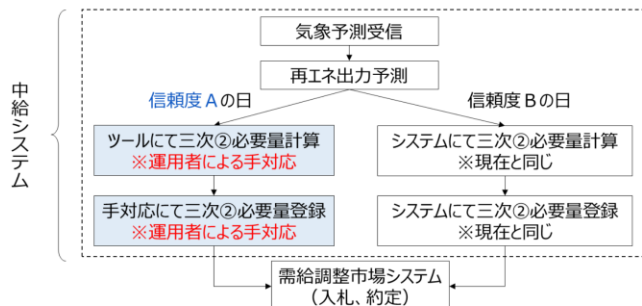 中給システム
気象予測受信
再エネ出力予測
信頼度Aの日
信頼度Bの日
ツールにて三次②必要量計算
※運用者による手対応
システムにて三次②必要量計算
※現在と同じ
手対応にて三次②必要量登録
※運用者による手対応
システムにて三次②必要量登録
※現在と同じ
需給調整市場システム
（入札、約定）